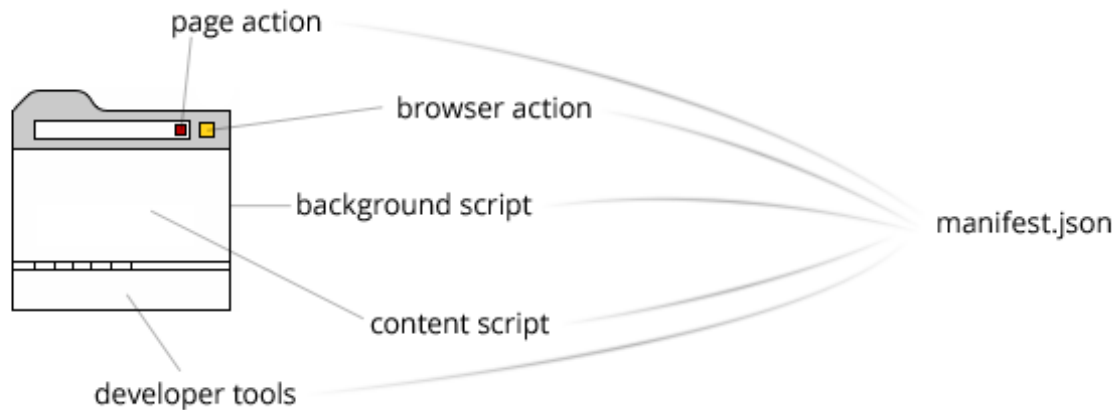 page action
browser action
background script
manifest.json
content script
developer tools